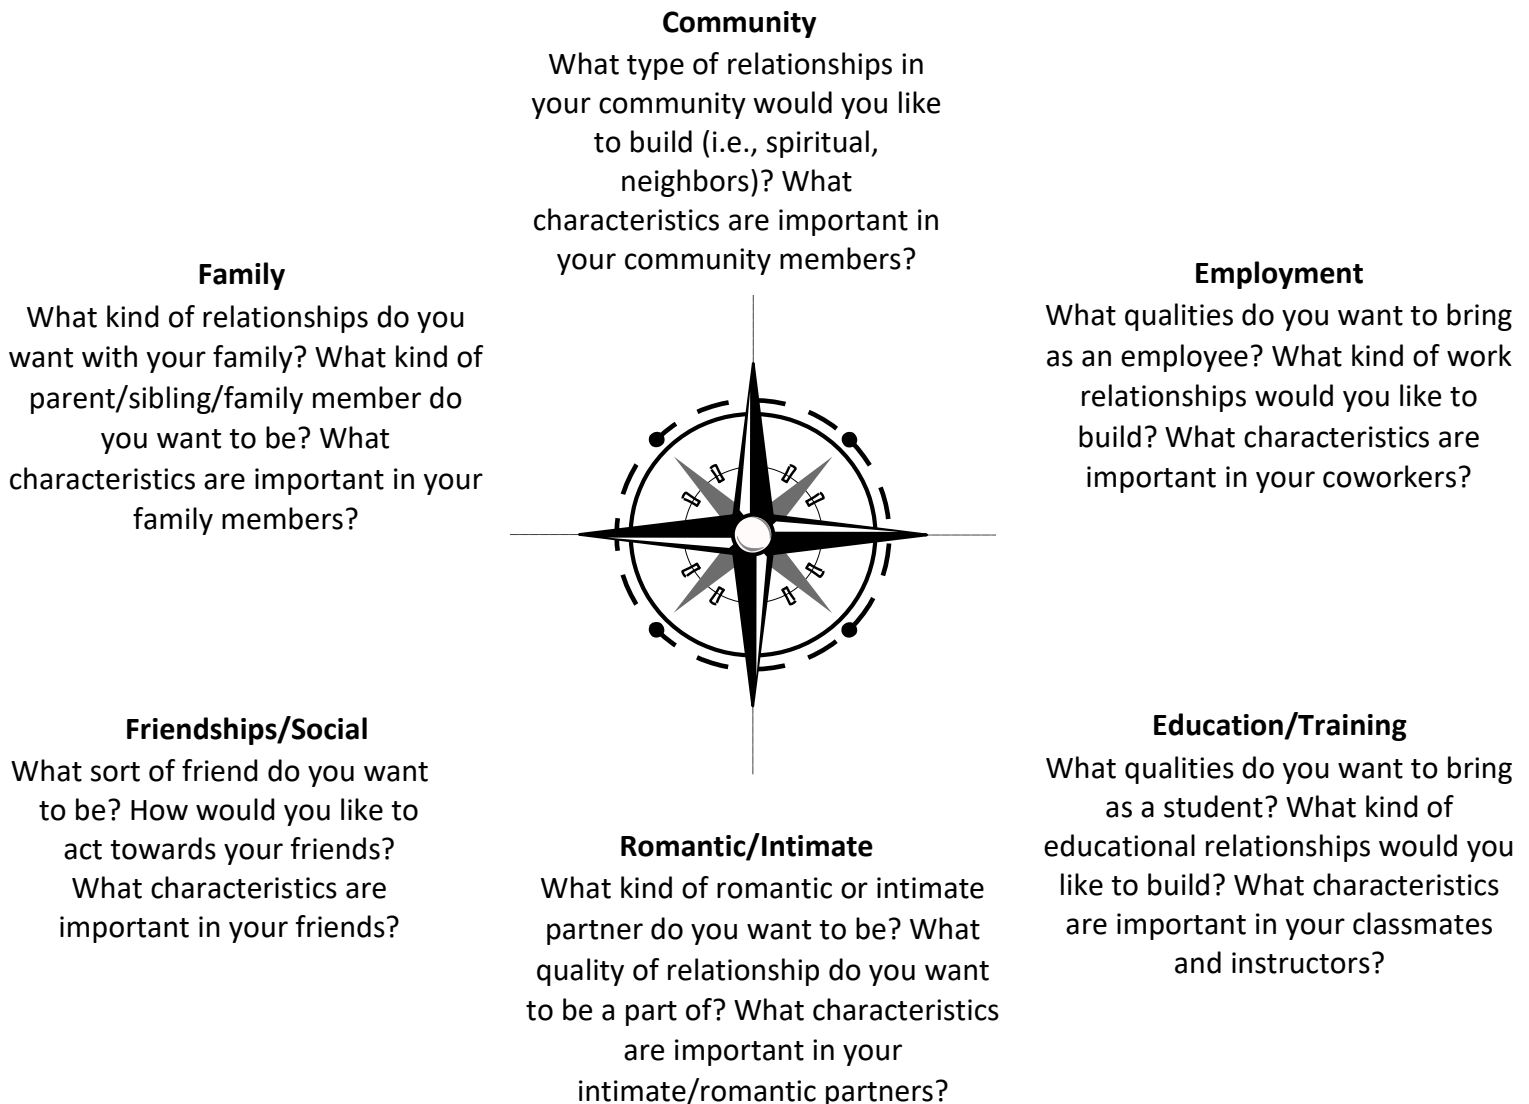 Community
What type of relationships in
your community would you like
to build (i.e., spiritual,
neighbors)? What
characteristics are important in
your community members?
Family
What kind of relationships do you
want with your family? What kind of
parent/sibling/family member do
you want to be? What
characteristics are important in your
family members?
Employment
What qualities do you want to bring
as an employee? What kind of work
relationships would you like to
build? What characteristics are
important in your coworkers?
Friendships/Social
What sort of friend do you want
to be? How would you like to
act towards your friends?
What characteristics are
important in your friends?
Romantic/Intimate
What kind of romantic or intimate
partner do you want to be? What
quality of relationship do you want
to be a part of? What characteristics
are important in your
intimate/romantic partners?
Education/Training
What qualities do you want to bring
as a student? What kind of
educational relationships would you
like to build? What characteristics
are important in your classmates
and instructors?